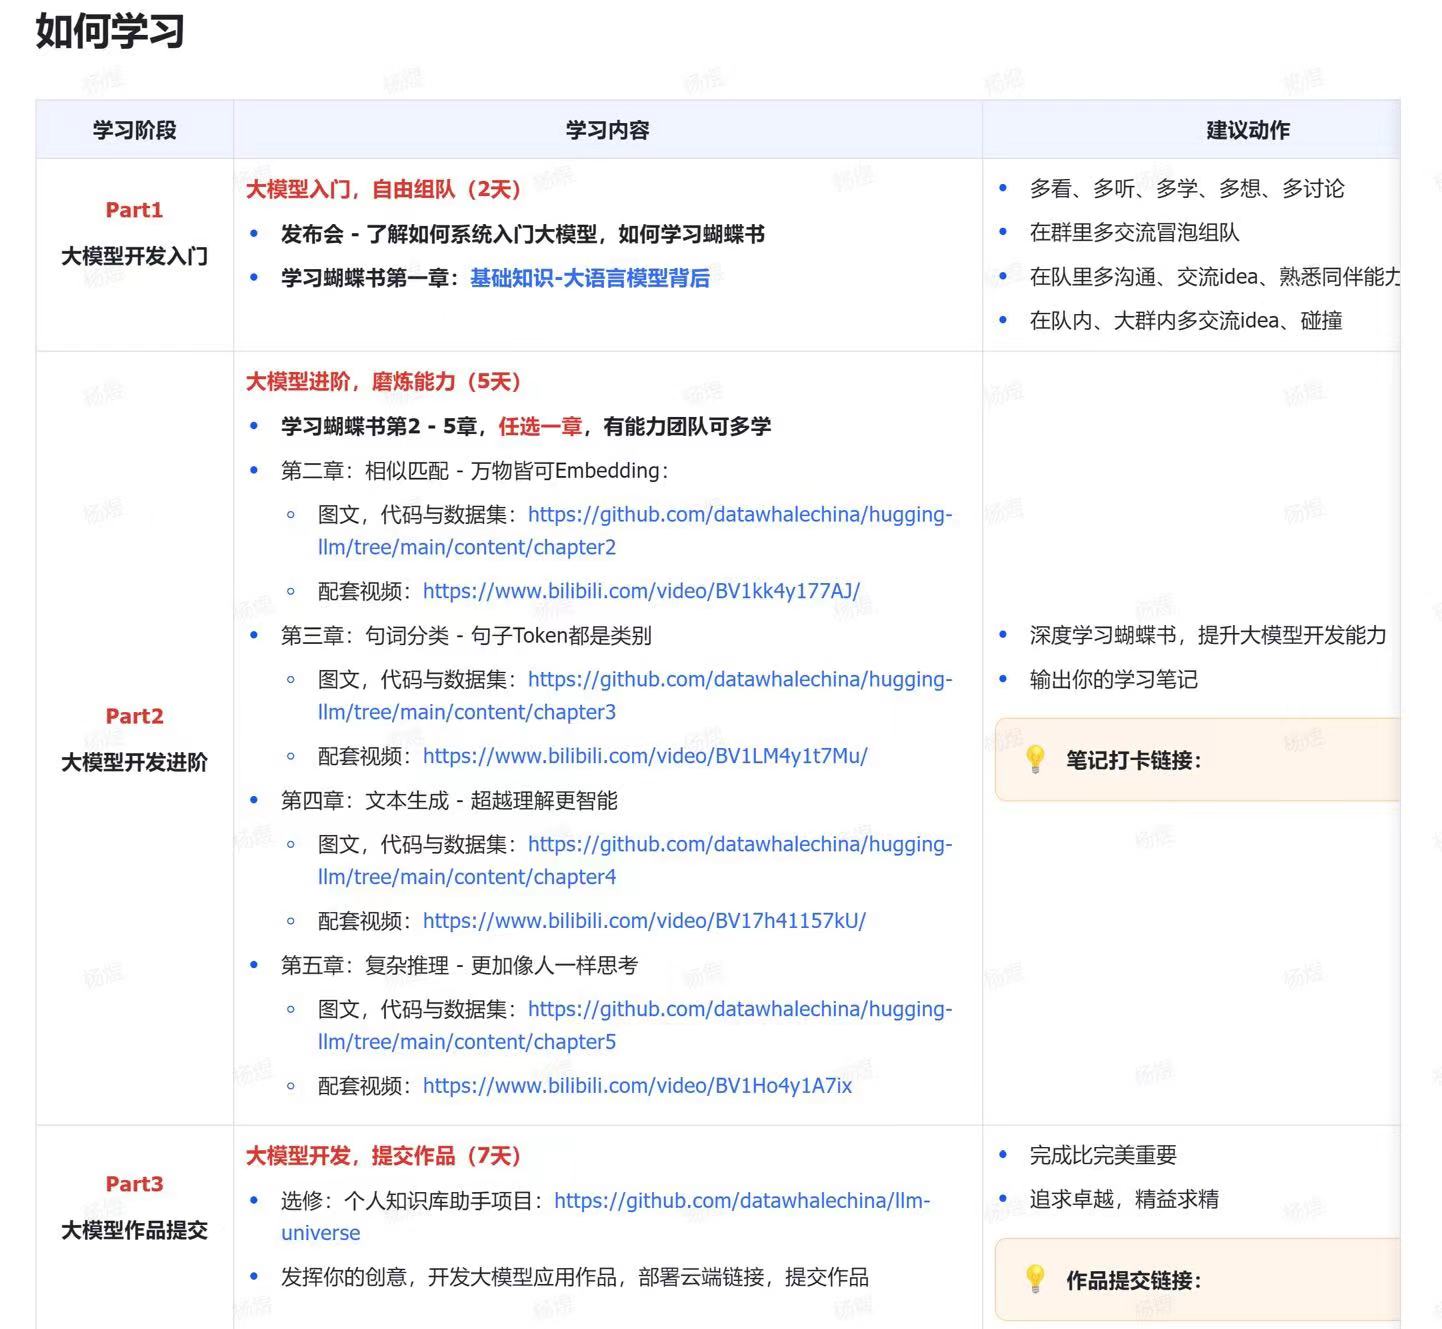 如何学习
学习阶段
学习内容
建议动作
Part1
大模型开发入门
大模型入门，自由组队（2天）
发布会 - 了解如何系统入门大模型，如何学习蝴蝶书
学习蝴蝶书第一章：基础知识-大语言模型背后
多看、多听、多学、多想、多讨论
在群里多交流冒泡组队
在队里多沟通、交流idea、熟悉同伴能力
在队内、大群内多交流idea、碰撞
Part2
大模型开发进阶
大模型进阶，磨炼能力（5天）
学习蝴蝶书第2 - 5章，任选一章，有能力团队可多学
第二章：相似匹配 - 万物皆可Embedding：
图文，代码与数据集：https://github.com/datawhalechina/hugging-
llm/tree/main/content/chapter2
配套视频：https://www.bilibili.com/video/BV1kk4y177AJ/
第三章：句词分类 - 句子Token都是类别
图文，代码与数据集：https://github.com/datawhalechina/hugging-
llm/tree/main/content/chapter3
配套视频：https://www.bilibili.com/video/BV1LM4y1t7Mu/
第四章：文本生成 - 超越理解更智能
图文，代码与数据集：https://github.com/datawhalechina/hugging-
llm/tree/main/content/chapter4
配套视频：https://www.bilibili.com/video/BV17h41157kU/
第五章：复杂推理 - 更加像人一样思考
图文，代码与数据集：https://github.com/datawhalechina/hugging-
llm/tree/main/content/chapter5
配套视频：https://www.bilibili.com/video/BV1Ho4y1A7ix
深度学习蝴蝶书，提升大模型开发能力
输出你的学习笔记
笔记打卡链接：
Part3
大模型作品提交
大模型开发，提交作品（7天）
选修：个人知识库助手项目：https://github.com/datawhalechina/llm-
universe
发挥你的创意，开发大模型应用作品，部署云端链接，提交作品
完成比完美重要
追求卓越，精益求精
作品提交链接：
杨煜